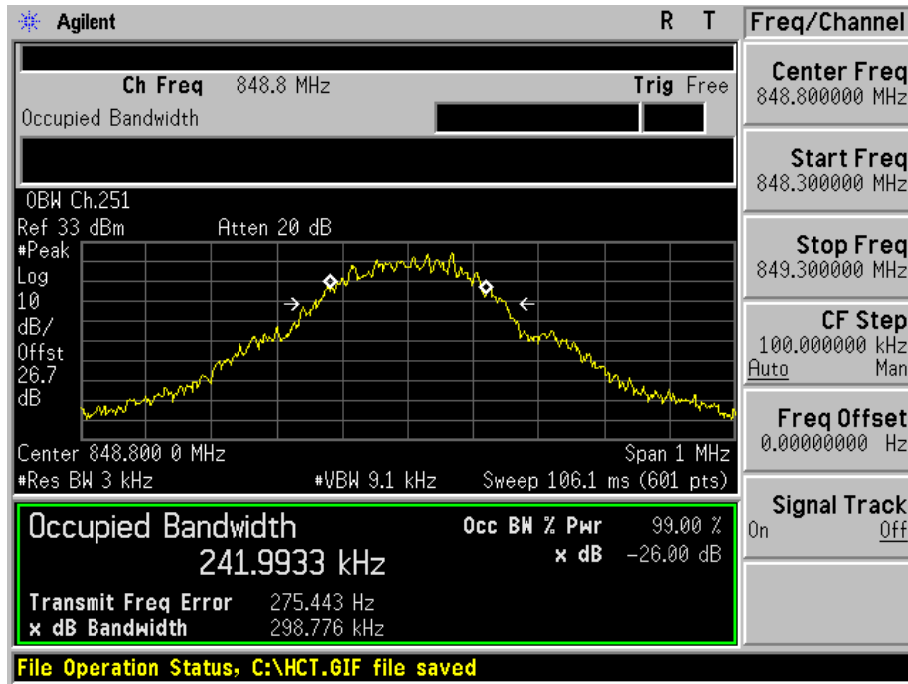 Agilent R T
Freq/Channel
Ch Freq 848.8 MHz Trig Free
Occupied Bandwidth
OBW Ch.251
Ref 33 dBm Atten 20 dB
#Peak
Log
10
dB/
Offst
26.7
dB
Center 848.800 0 MHz Span 1 MHz
#Res BW 3 kHz #VBW 9.1 kHz Sweep 106.1 ms (601 pts)
Occupied Bandwidth Occ BW % Pwr 99.00 %
241.9933 kHz x dB -26.00 dB
Transmit Freq Error 275.443 Hz
x dB Bandwidth 298.776 kHz
File Operation Status, C:\HCT.GIF file saved
Center Freq
848.800000 MHz
Start Freq
848.300000 MHz
Stop Freq
849.300000 MHz
CF Step
100.000000 kHz
Auto Man
Freq Offset
0.00000000 Hz
Signal Track
On Off